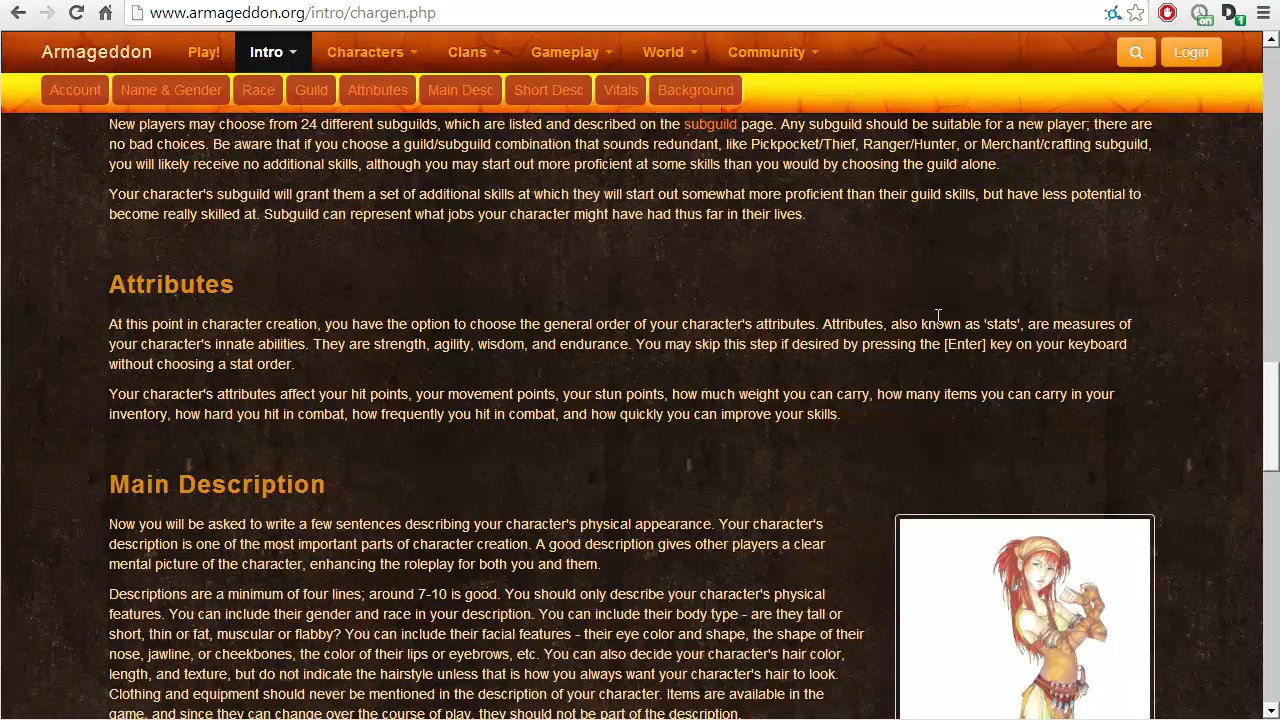 www.armageddon.org/intro/chargen.php
Armageddon Play! Intro Characters Clans Gameplay World Community Login
Account Name & Gender Race Guild Attributes Main Desc Short Desc Vitals Background
New players may choose from 24 different subguilds, which are listed and described on the subguild page. Any subguild should be suitable for a new player; there are
no bad choices. Be aware that if you choose a guild/subguild combination that sounds redundant, like Pickpocket/Thief, Ranger/Hunter, or Merchant/crafting subguild,
you will likely receive no additional skills, although you may start out more proficient at some skills than you would by choosing the guild alone.
Your character's subguild will grant them a set of additional skills at which they will start out somewhat more proficient than their guild skills, but have less potential to
become really skilled at. Subguild can represent what jobs your character might have had thus far in their lives.
Attributes
At this point in character creation, you have the option to choose the general order of your character's attributes. Attributes, also known as 'stats', are measures of
your character's innate abilities. They are strength, agility, wisdom, and endurance. You may skip this step if desired by pressing the [Enter] key on your keyboard
without choosing a stat order.
Your character's attributes affect your hit points, your movement points, your stun points, how much weight you can carry, how many items you can carry in your
inventory, how hard you hit in combat, how frequently you hit in combat, and how quickly you can improve your skills.
Main Description
Now you will be asked to write a few sentences describing your character's physical appearance. Your character's
description is one of the most important parts of character creation. A good description gives other players a clear
mental picture of the character, enhancing the roleplay for both you and them.
Descriptions are a minimum of four lines; around 7-10 is good. You should only describe your character's physical
features. You can include their gender and race in your description. You can include their body type - are they tall or
short, thin or fat, muscular or flabby? You can include their facial features - their eye color and shape, the shape of their
nose, jawline, or cheekbones, the color of their lips or eyebrows, etc. You can also decide your character's hair color,
length, and texture, but do not indicate the hairstyle unless that is how you always want your character's hair to look.
Clothing and equipment should never be mentioned in the description of your character. Items are available in the
game, and since they can change over the course of play, they should not be part of the description.
on
D 1